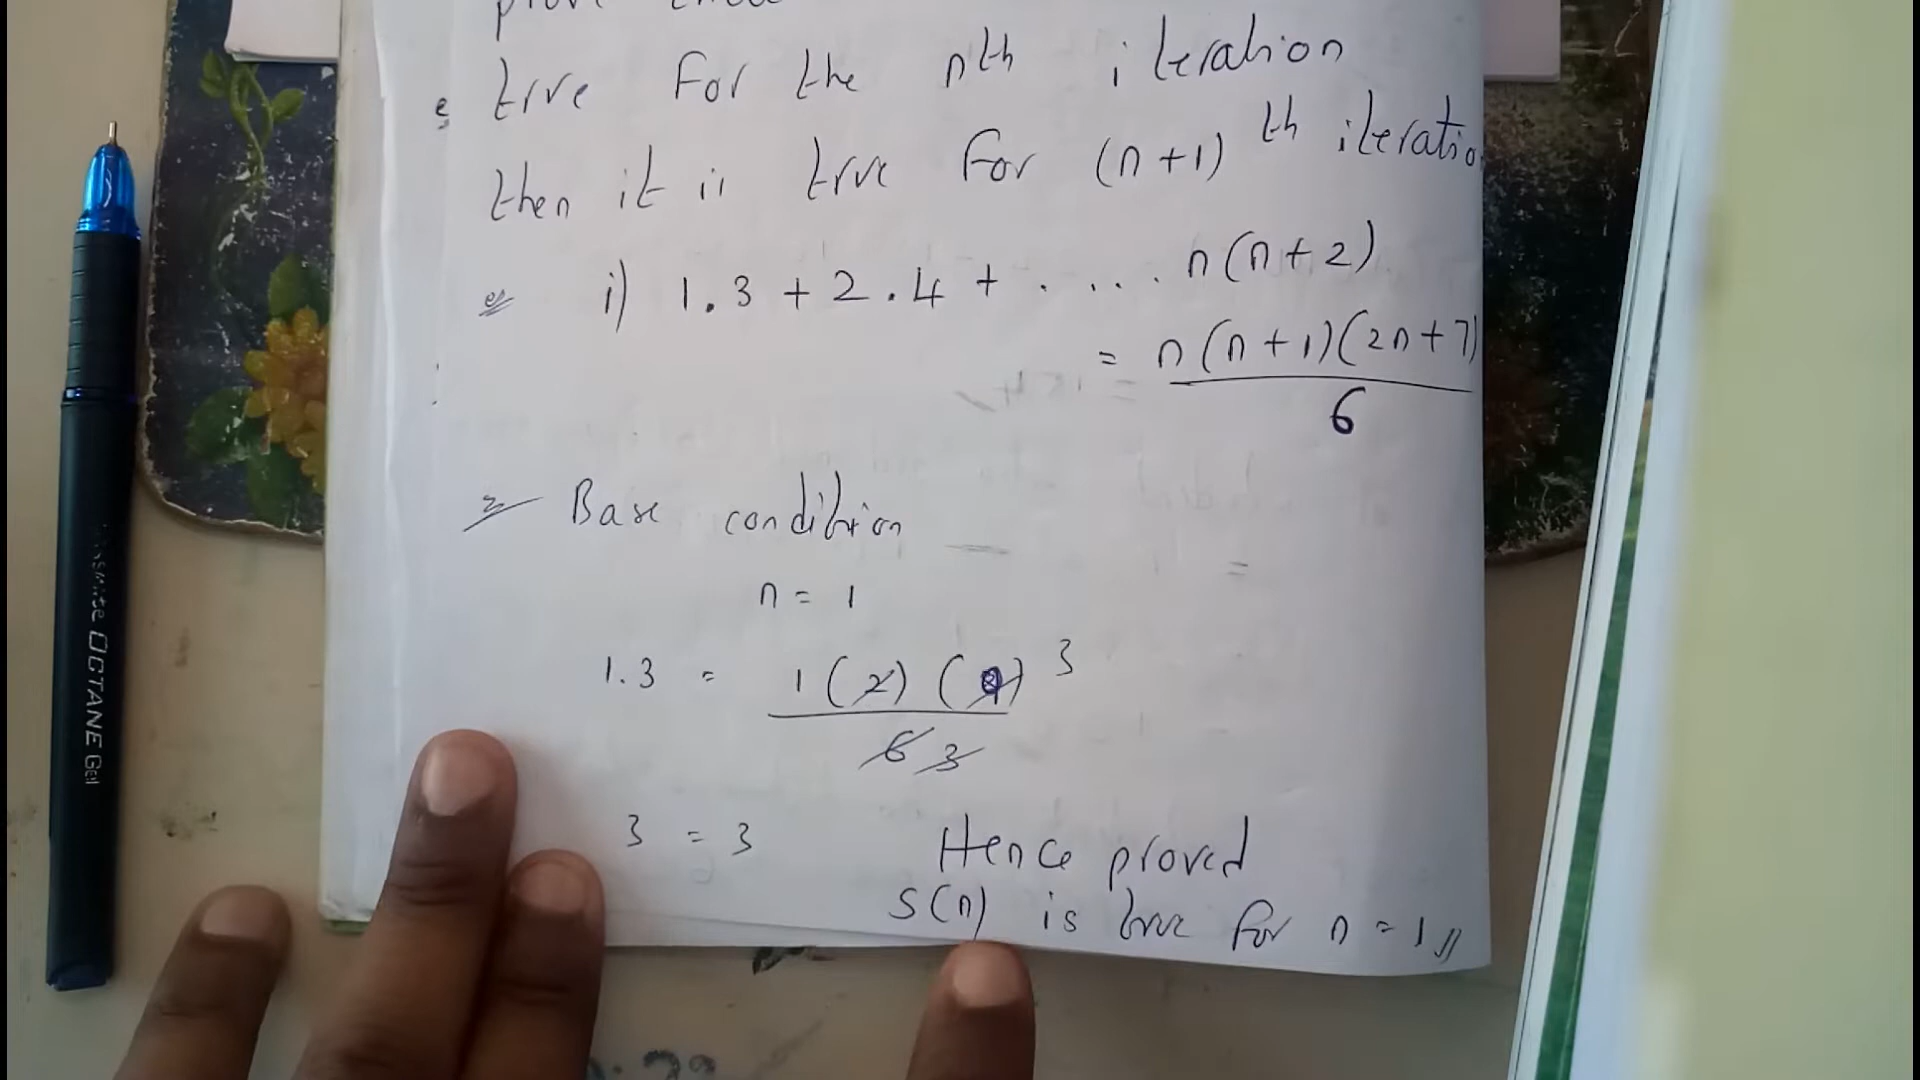 true for the nth iteration
then it is true for (n+1)th iteratio
i) 1.3 + 2.4 + . ... n(n+2)
= n(n+1)(2n+7)
6
Base condition
n = 1
1.3 = 1(2)(9) 3
6 3
3 = 3
Hence proved
S(n) is true for n = 1 //
OCTANE Gel